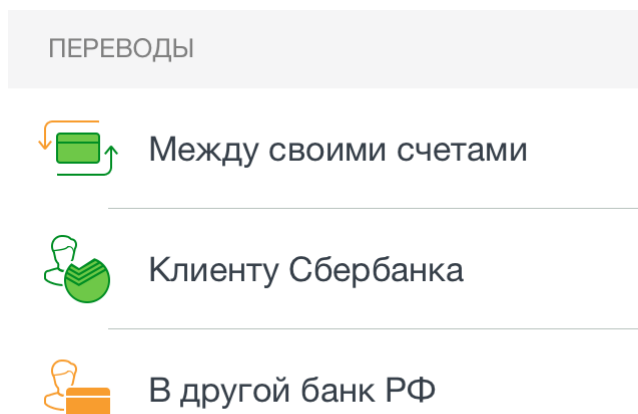 ПЕРЕВОДЫ
Между своими счетами
Клиенту Сбербанка
В другой банк РФ